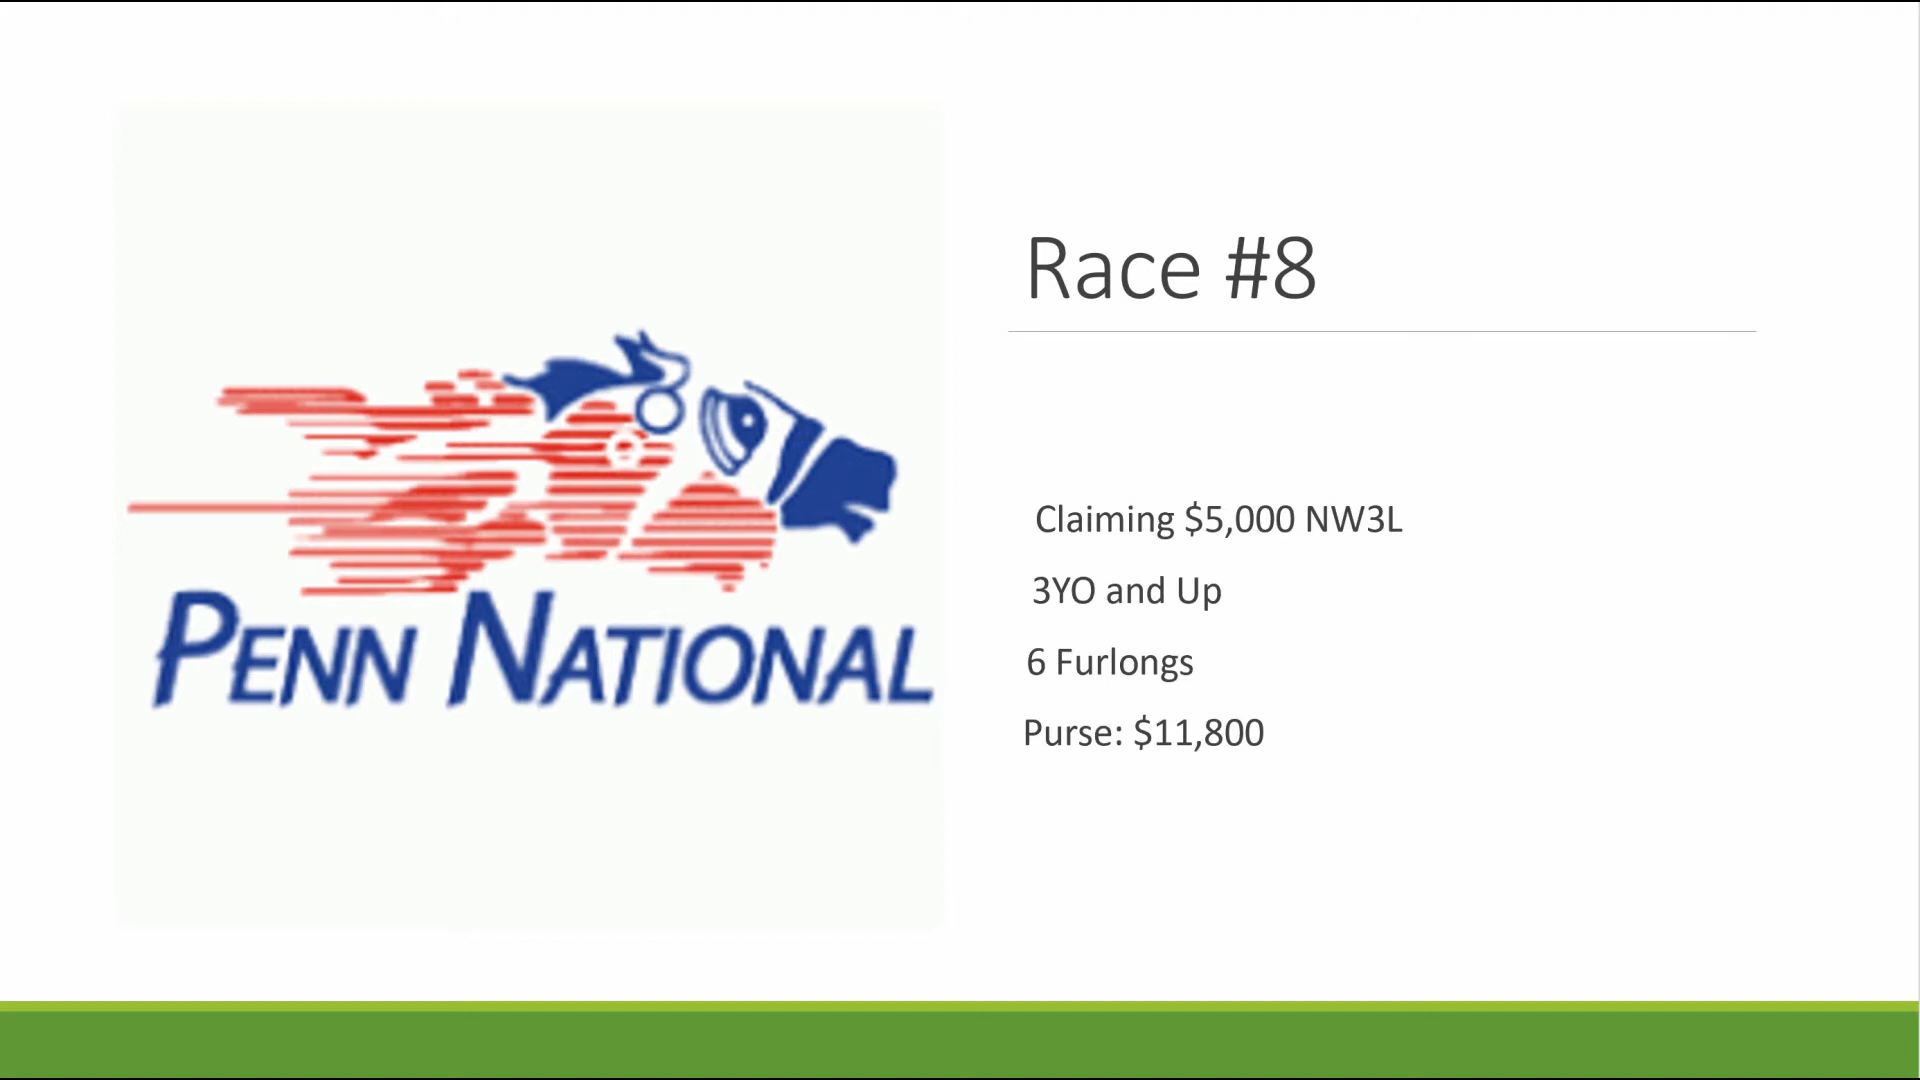 PENN NATIONAL
Race #8
Claiming $5,000 NW3L
3YO and Up
6 Furlongs
Purse: $11,800